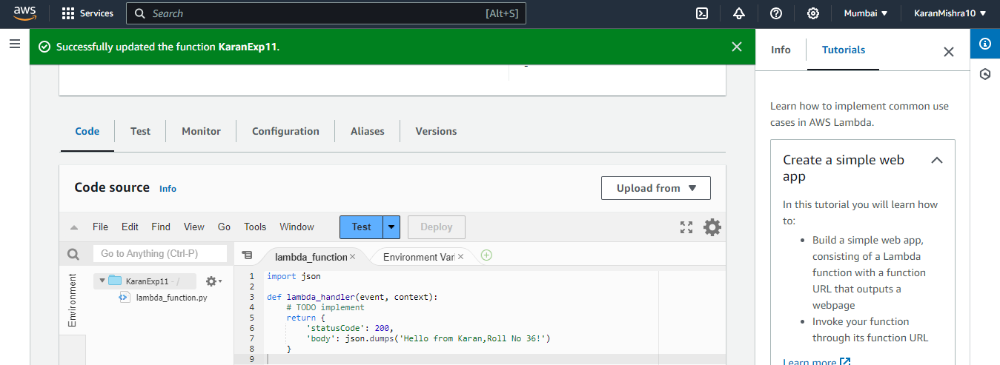 aws
Services
Search
[Alt+S]
Mumbai
KaranMishra10
Successfully updated the function KaranExp11.
Info
Tutorials
Learn how to implement common use
cases in AWS Lambda.
Create a simple web
app
In this tutorial you will learn how
to:
• Build a simple web app,
consisting of a Lambda
function with a function
URL that outputs a
webpage
• Invoke your function
through its function URL
Learn more
Code
Test
Monitor
Configuration
Aliases
Versions
Code source Info
Upload from
File Edit Find View Go Tools Window
Test
Deploy
Go to Anything (Ctrl-P)
lambda_function
Environment Vari
Environment
KaranExp11 - /
lambda_function.py
1 import json
2
3 def lambda_handler(event, context):
4 # TODO implement
5 return {
6 'statusCode': 200,
7 'body': json.dumps('Hello from Karan,Roll No 36!')
8 }
9